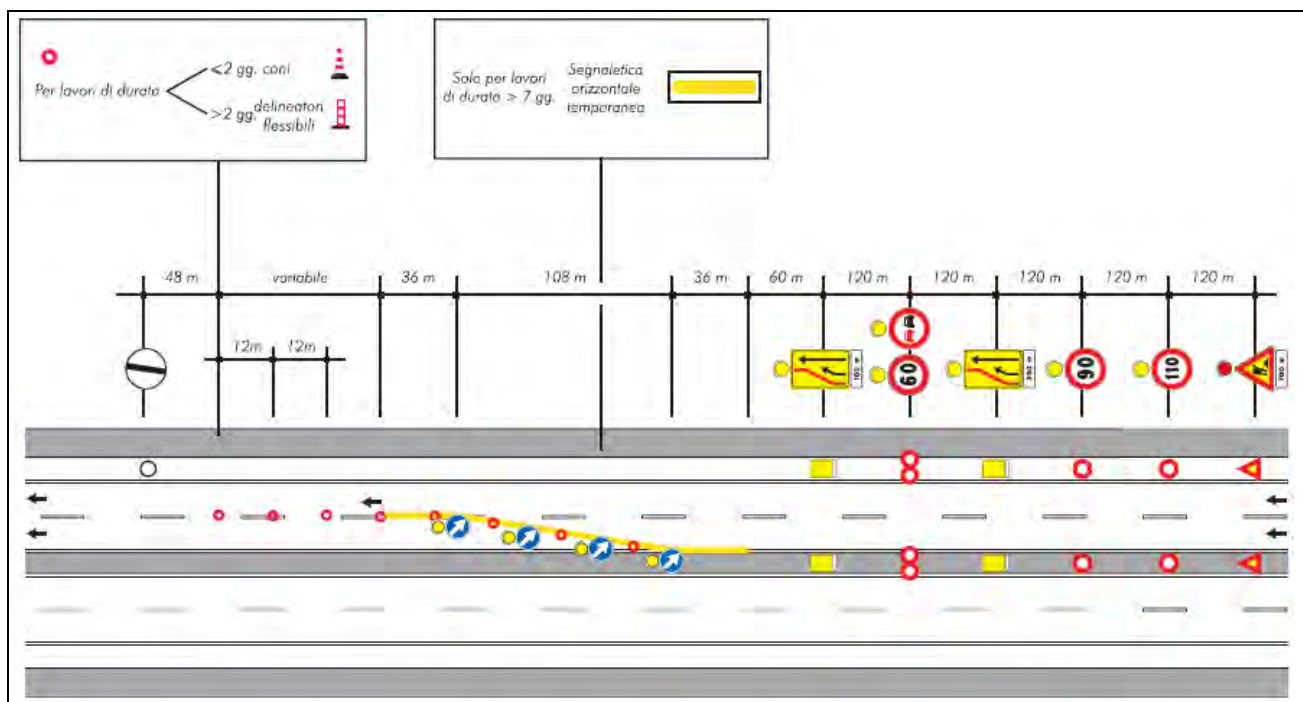 <2 gg. coni
Per lavori di durata
>2 gg. delineatori
flessibili
Solo per lavori
di durata > 7 gg.
Segnaletica
orizzontale
temporanea
48 m
variabile
36 m
108 m
36 m
60 m
120 m
120 m
120 m
120 m
120 m
12m
12m
60
90
110